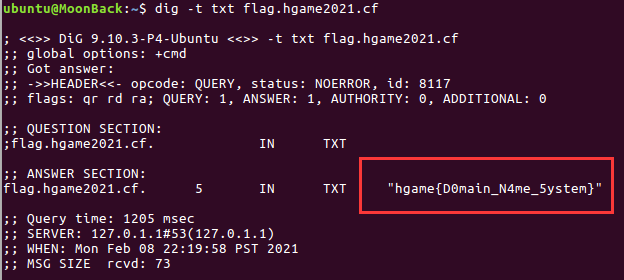 ubuntu@MoonBack:~$ dig -t txt flag.hgame2021.cf
; <<>> DiG 9.10.3-P4-Ubuntu <<>> -t txt flag.hgame2021.cf
;; global options: +cmd
;; Got answer:
;; ->>HEADER<<- opcode: QUERY, status: NOERROR, id: 8117
;; flags: qr rd ra; QUERY: 1, ANSWER: 1, AUTHORITY: 0, ADDITIONAL: 0
;; QUESTION SECTION:
;flag.hgame2021.cf. IN TXT
;; ANSWER SECTION:
flag.hgame2021.cf. 5 IN TXT "hgame{D0main_N4me_5ystem}"
;; Query time: 1205 msec
;; SERVER: 127.0.1.1#53(127.0.1.1)
;; WHEN: Mon Feb 08 22:19:58 PST 2021
;; MSG SIZE rcvd: 73